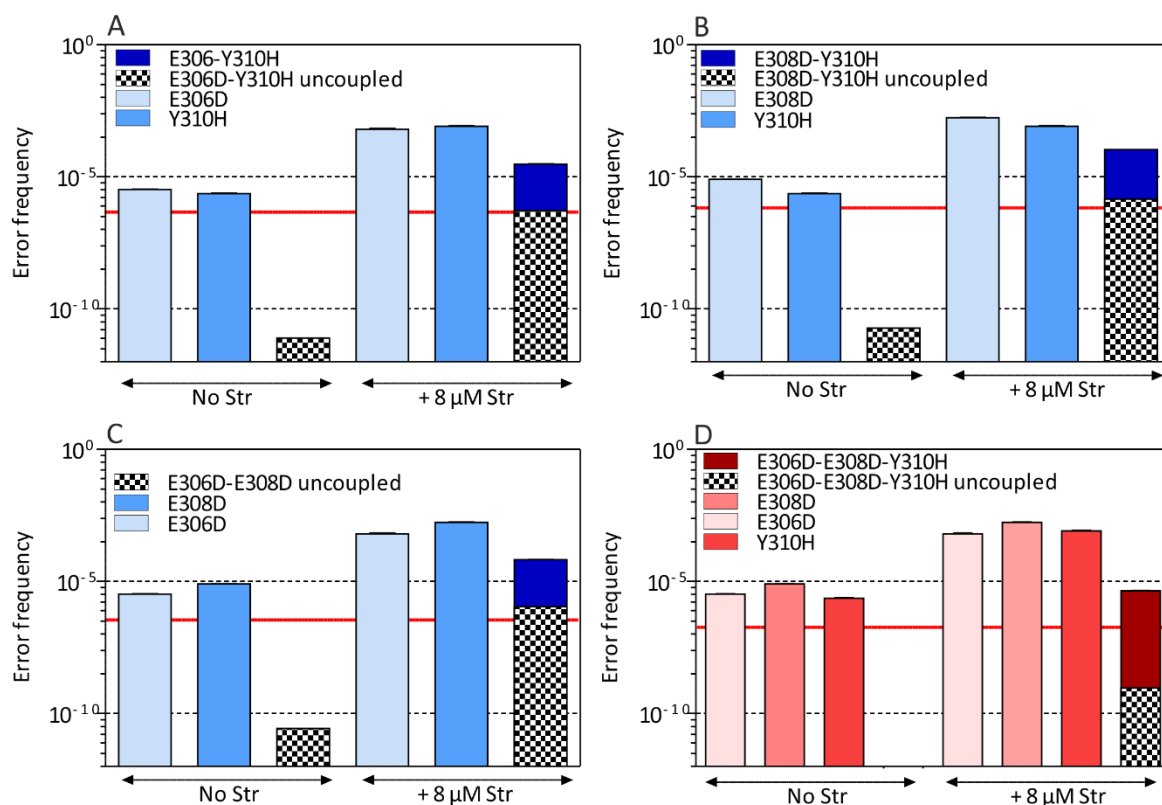 A
10⁰
E306-Y310H
E306D-Y310H uncoupled
E306D
Y310H
10⁻⁵
10⁻¹⁰
Error frequency
No Str
+ 8 µM Str
B
10⁰
E308D-Y310H
E308D-Y310H uncoupled
E308D
Y310H
10⁻⁵
10⁻¹⁰
Error frequency
No Str
+ 8 µM Str
C
10⁰
E306D-E308D uncoupled
E308D
E306D
10⁻⁵
10⁻¹⁰
Error frequency
No Str
+ 8 µM Str
D
10⁰
E306D-E308D-Y310H
E306D-E308D-Y310H uncoupled
E308D
E306D
Y310H
10⁻⁵
10⁻¹⁰
Error frequency
No Str
+ 8 µM Str